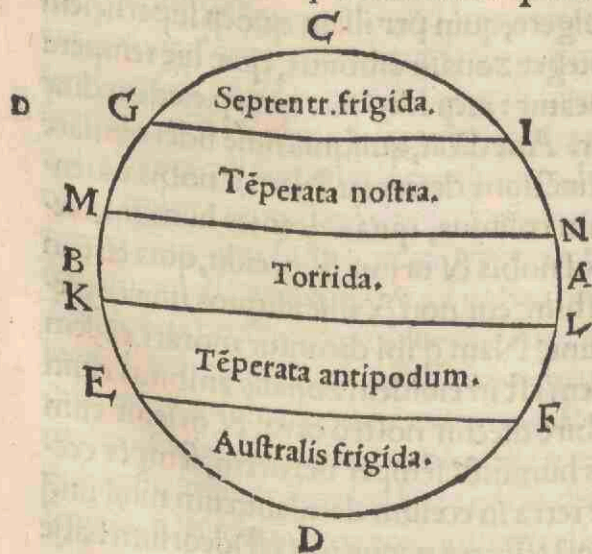 C
D G Septentr. frigida. I
M Tēperata noſtra. N
B Torrida. A
K L
E Tēperata antipodum. F
Auſtralis frigida.
D